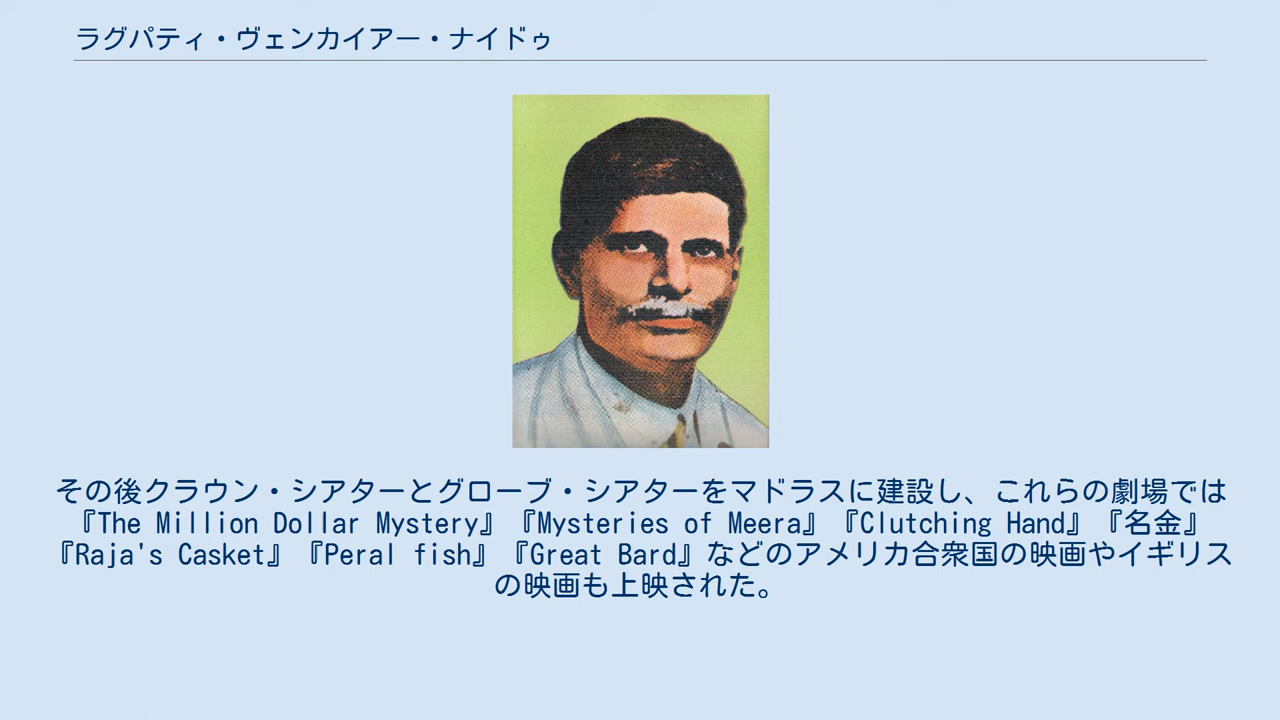 ラグパティ・ヴェンカイアー・ナイドゥ
その後クラウン・シアターとグローブ・シアターをマドラスに建設し、これらの劇場では
『The Million Dollar Mystery』『Mysteries of Meera』『Clutching Hand』『名金』
『Raja's Casket』『Peral fish』『Great Bard』などのアメリカ合衆国の映画やイギリス
の映画も上映された。